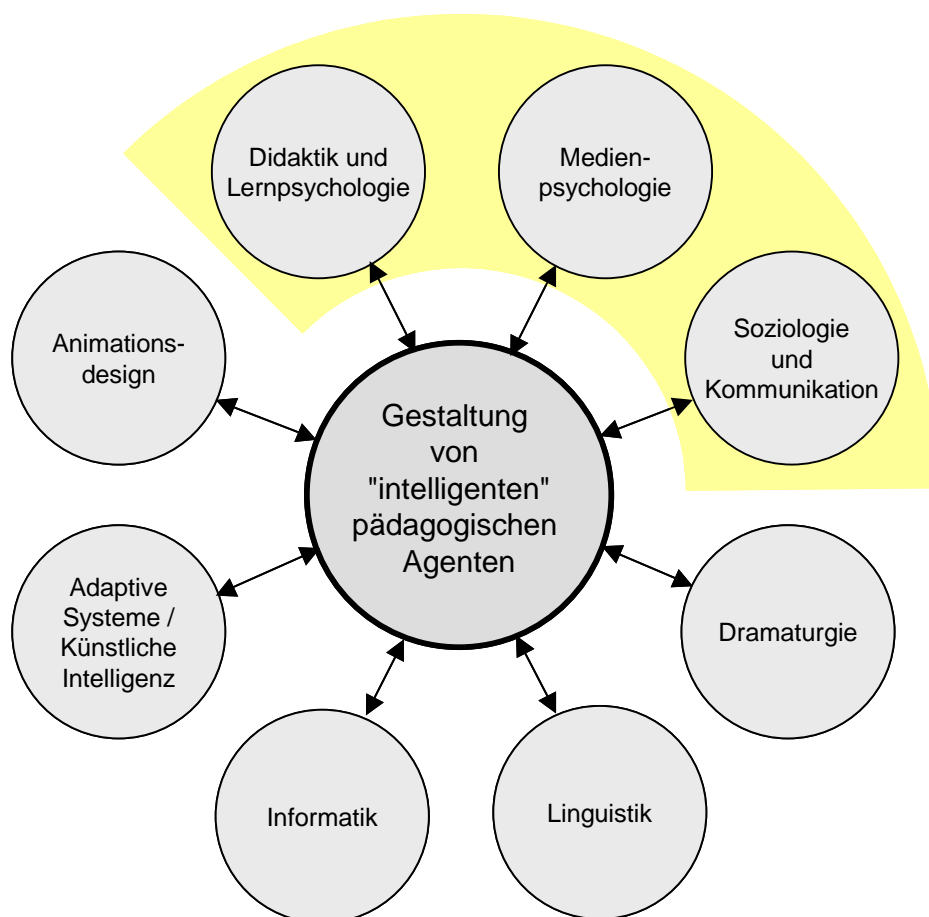 Didaktik und
Lernpsychologie
Medien-
psychologie
Soziologie
und
Kommunikation
Animations-
design
Gestaltung
von
"intelligenten"
pädagogischen
Agenten
Adaptive
Systeme /
Künstliche
Intelligenz
Dramaturgie
Informatik
Linguistik